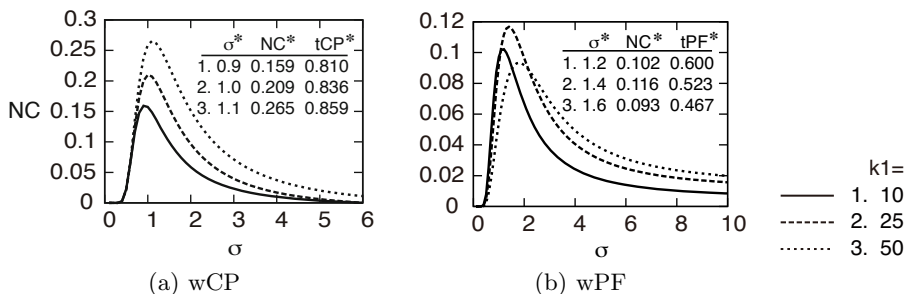 NC
0.3
0.25
0.2
0.15
0.1
0.05
0
0 1 2 3 4 5 6
σ
σ* NC* tCP*
1. 0.9 0.159 0.810
2. 1.0 0.209 0.836
3. 1.1 0.265 0.859
(a) wCP
0.12
0.1
0.08
0.06
0.04
0.02
0
0 2 4 6 8 10
σ
σ* NC* tPF*
1. 1.2 0.102 0.600
2. 1.4 0.116 0.523
3. 1.6 0.093 0.467
(b) wPF
k1=
1. 10
2. 25
3. 50